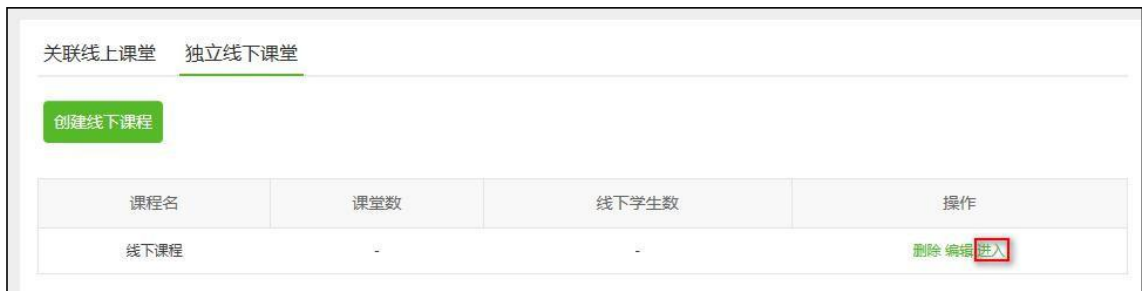 关联线上课堂 独立线下课堂
创建线下课程
课程名 课堂数 线下学生数 操作
线下课程 - - 删除 编辑 进入